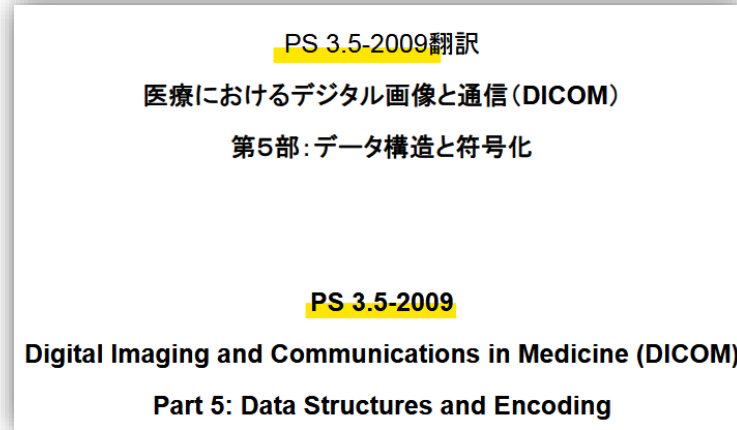 PS 3.5-2009翻訳
医療におけるデジタル画像と通信（DICOM）
第５部：データ構造と符号化
PS 3.5-2009
Digital Imaging and Communications in Medicine (DICOM)
Part 5: Data Structures and Encoding